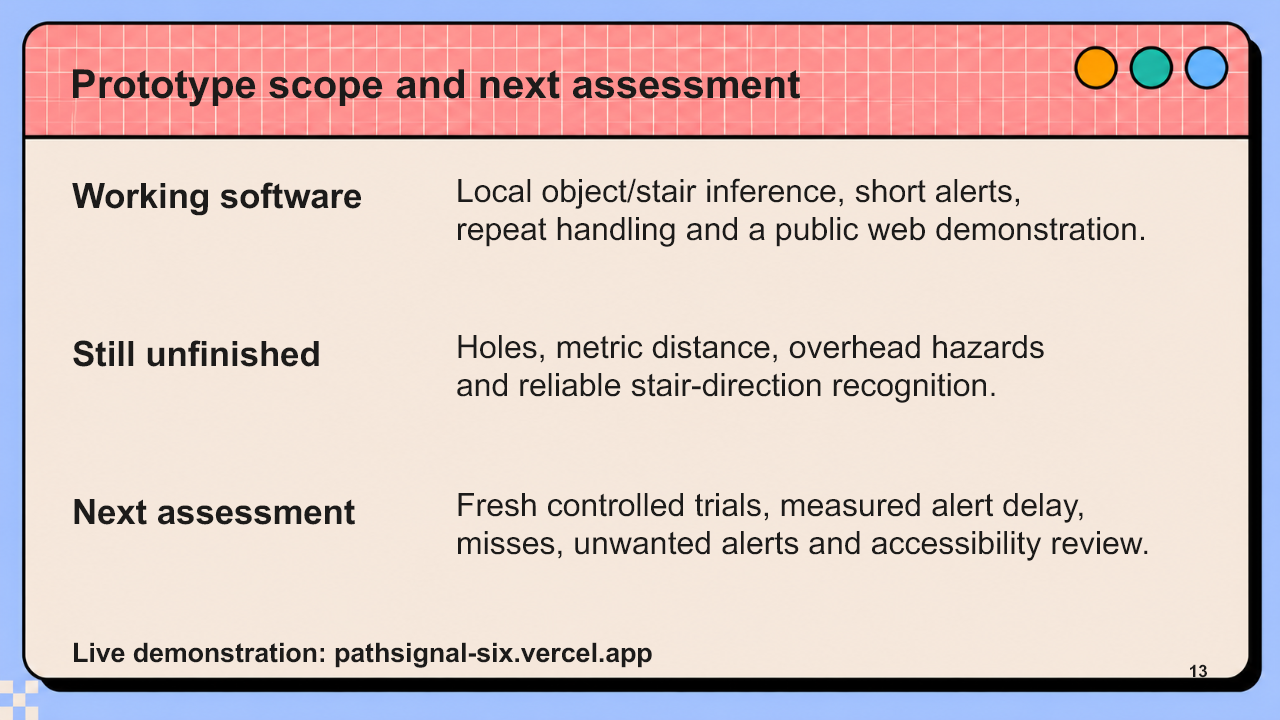 Prototype scope and next assessment
Working software
Local object/stair inference, short alerts,
repeat handling and a public web demonstration.
Still unfinished
Holes, metric distance, overhead hazards
and reliable stair-direction recognition.
Next assessment
Fresh controlled trials, measured alert delay,
misses, unwanted alerts and accessibility review.
Live demonstration: pathsignal-six.vercel.app
13